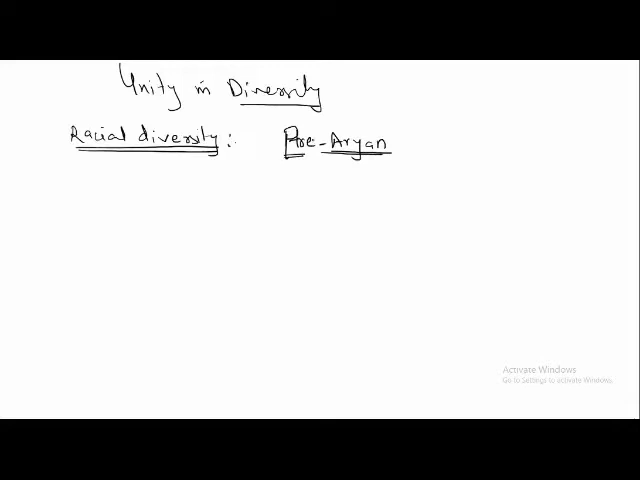 Unity in Diversity
Racial diversity :- Pre-Aryan
Activate Windows
Go to Settings to activate Windows.